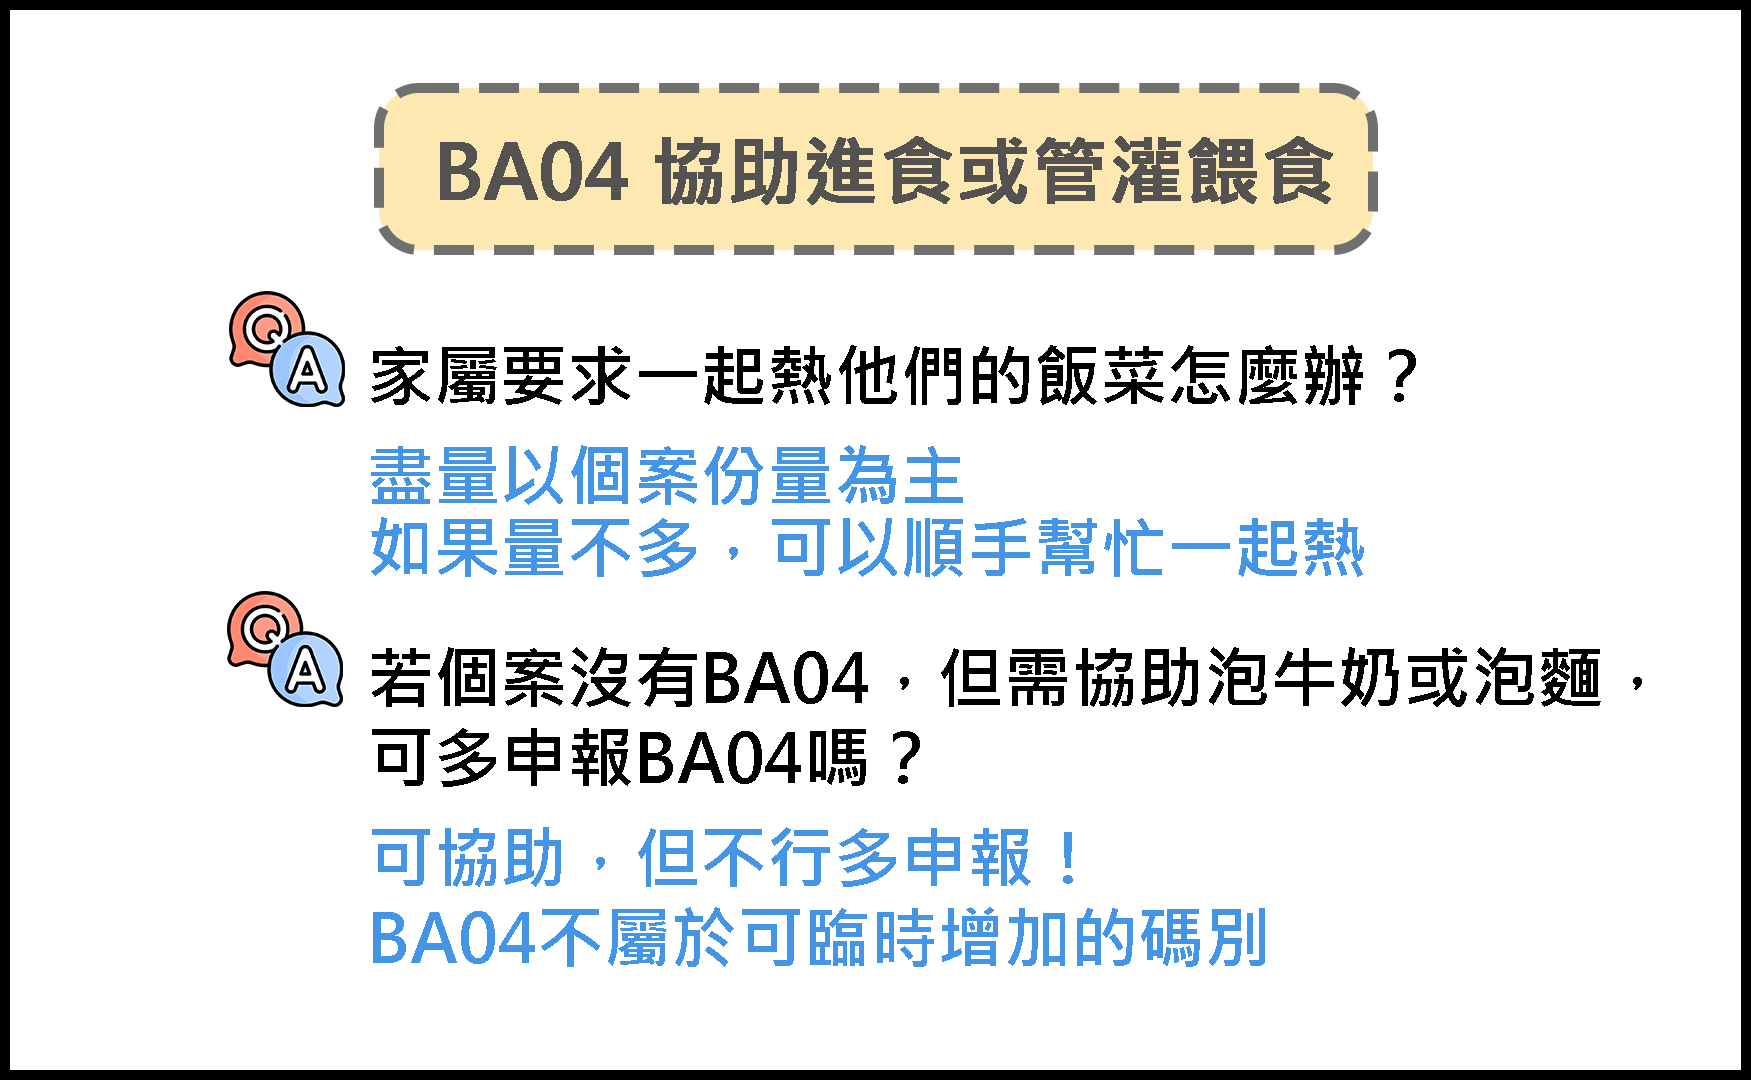 BA04 協助進食或管灌餵食
QA 家屬要求一起熱他們的飯菜怎麼辦？
盡量以個案份量為主
如果量不多，可以順手幫忙一起熱
QA 若個案沒有BA04，但需協助泡牛奶或泡麵，
可多申報BA04嗎？
可協助，但不行多申報！
BA04不屬於可臨時增加的碼別